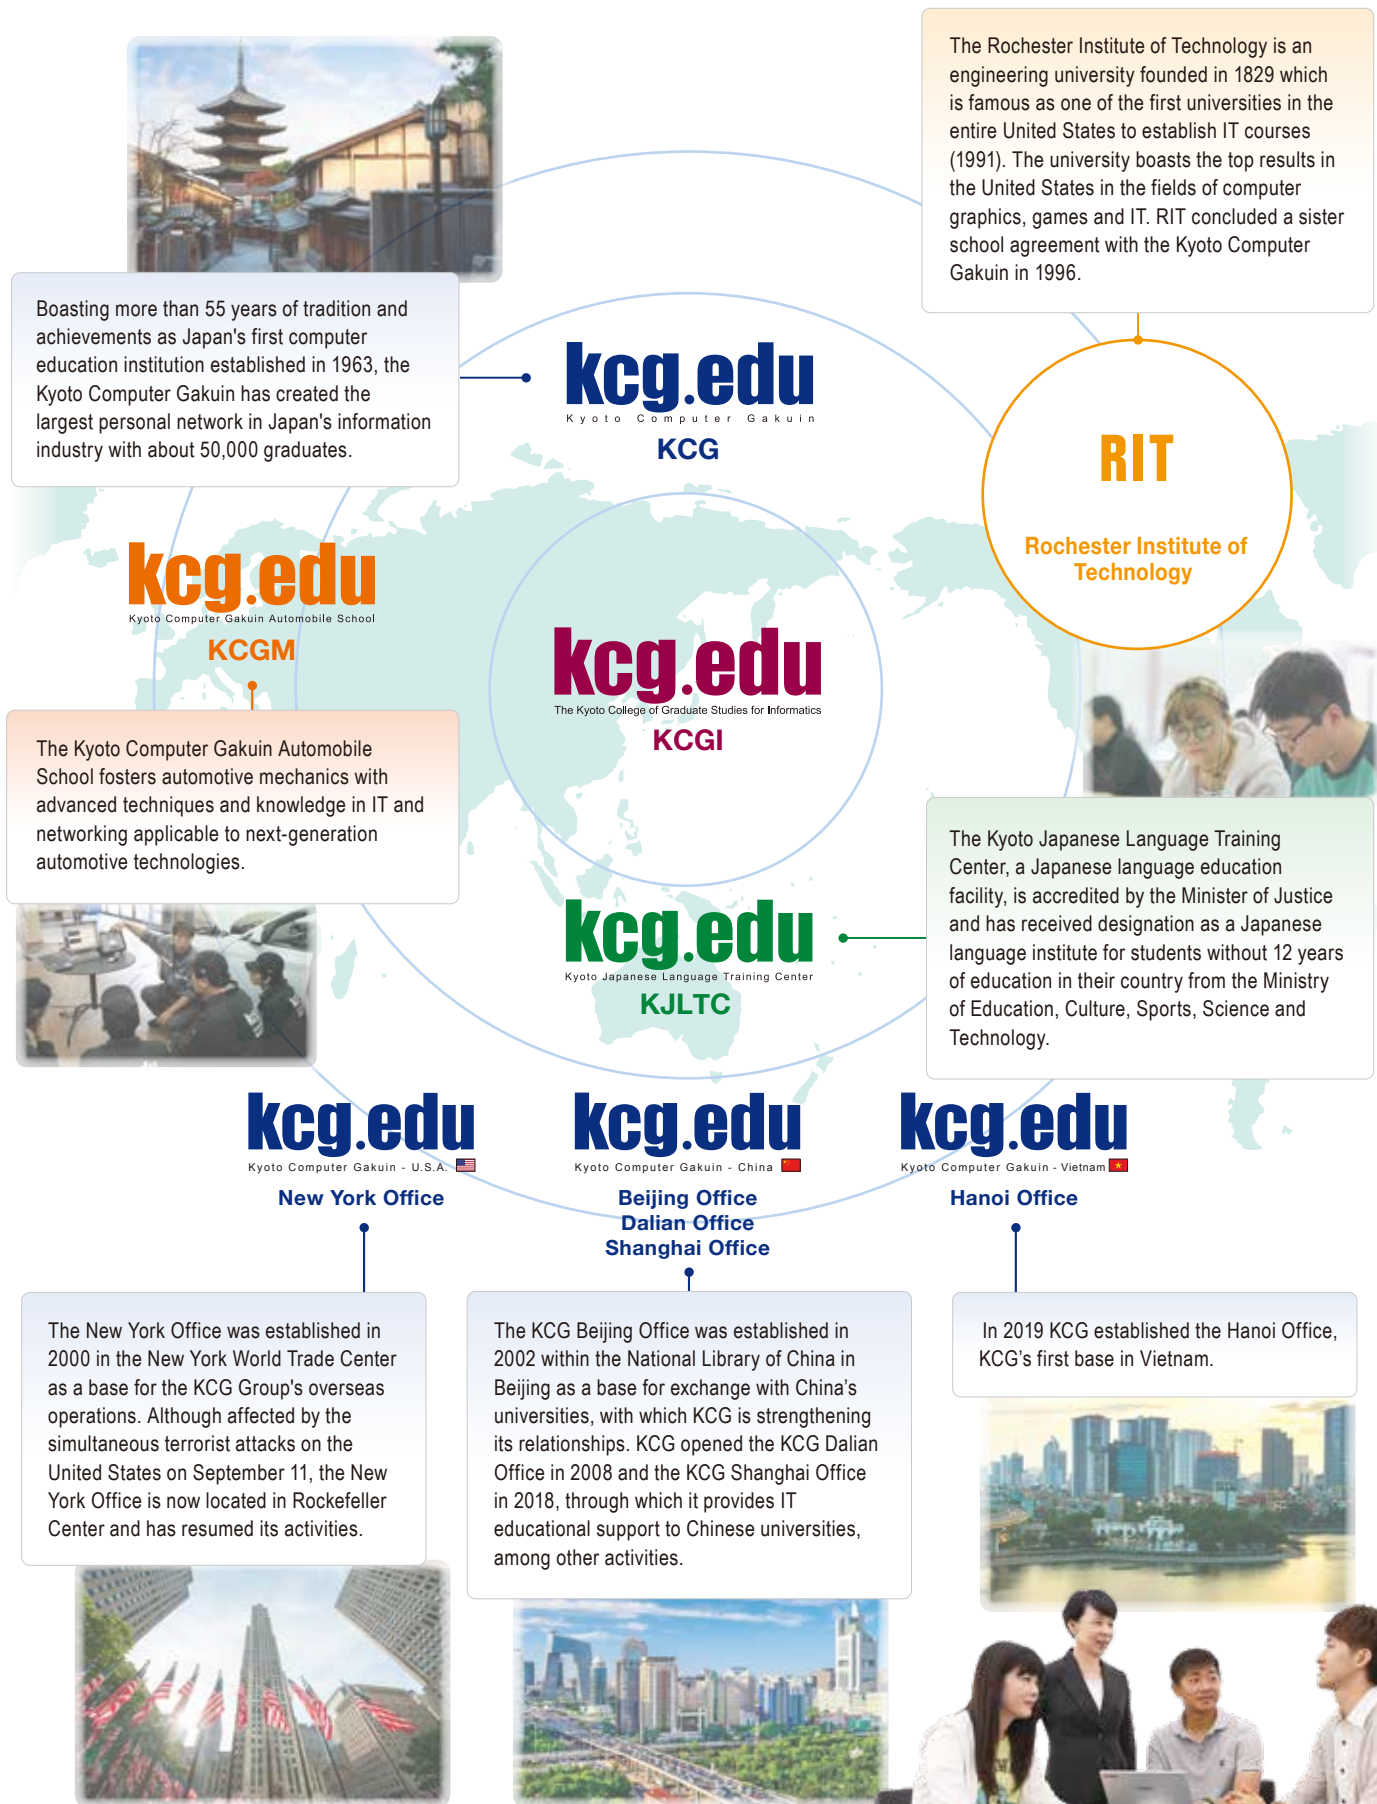 The Rochester Institute of Technology is an
engineering university founded in 1829 which
is famous as one of the first universities in the
entire United States to establish IT courses
(1991). The university boasts the top results in
the United States in the fields of computer
graphics, games and IT. RIT concluded a sister
school agreement with the Kyoto Computer
Gakuin in 1996.
Boasting more than 55 years of tradition and
achievements as Japan's first computer
education institution established in 1963, the
Kyoto Computer Gakuin has created the
largest personal network in Japan's information
industry with about 50,000 graduates.
kcg.edu
Kyoto Computer Gakuin
KCG
RIT
Rochester Institute of
Technology
kcg.edu
Kyoto Computer Gakuin Automobile School
KCGM
kcg.edu
The Kyoto College of Graduate Studies for Informatics
KCGI
The Kyoto Computer Gakuin Automobile
School fosters automotive mechanics with
advanced techniques and knowledge in IT and
networking applicable to next-generation
automotive technologies.
The Kyoto Japanese Language Training
Center, a Japanese language education
facility, is accredited by the Minister of Justice
and has received designation as a Japanese
language institute for students without 12 years
of education in their country from the Ministry
of Education, Culture, Sports, Science and
Technology.
kcg.edu
Kyoto Japanese Language Training Center
KJLTC
kcg.edu
Kyoto Computer Gakuin - U.S.A.
New York Office
kcg.edu
Kyoto Computer Gakuin - China
Beijing Office
Dalian Office
Shanghai Office
kcg.edu
Kyoto Computer Gakuin - Vietnam
Hanoi Office
The New York Office was established in
2000 in the New York World Trade Center
as a base for the KCG Group's overseas
operations. Although affected by the
simultaneous terrorist attacks on the
United States on September 11, the New
York Office is now located in Rockefeller
Center and has resumed its activities.
The KCG Beijing Office was established in
2002 within the National Library of China in
Beijing as a base for exchange with China’s
universities, with which KCG is strengthening
its relationships. KCG opened the KCG Dalian
Office in 2008 and the KCG Shanghai Office
in 2018, through which it provides IT
educational support to Chinese universities,
among other activities.
In 2019 KCG established the Hanoi Office,
KCG’s first base in Vietnam.